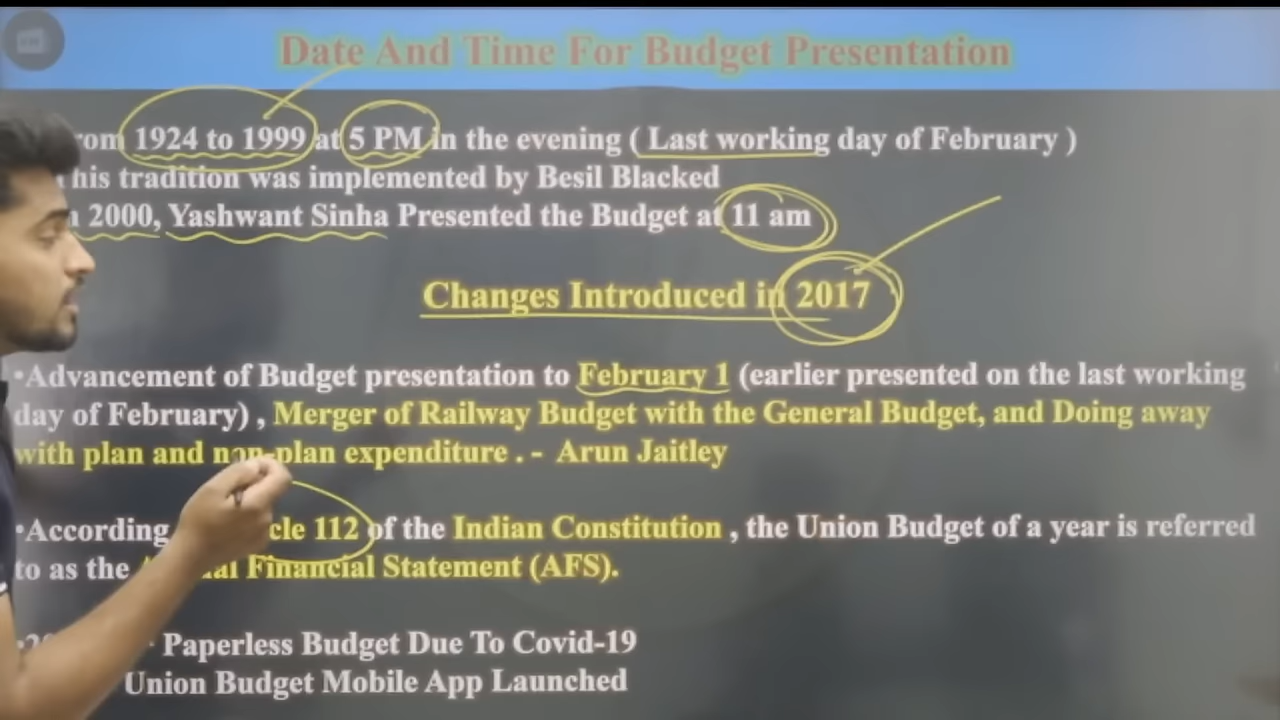 Date And Time For Budget Presentation
rom 1924 to 1999 at 5 PM in the evening ( Last working day of February )
his tradition was implemented by Besil Blacked
2000, Yashwant Sinha Presented the Budget at 11 am
Changes Introduced in 2017
•Advancement of Budget presentation to February 1 (earlier presented on the last working
day of February) , Merger of Railway Budget with the General Budget, and Doing away
with plan and non-plan expenditure . - Arun Jaitley
•According cle 112 of the Indian Constitution , the Union Budget of a year is referred
to as the al Financial Statement (AFS).
Paperless Budget Due To Covid-19
Union Budget Mobile App Launched